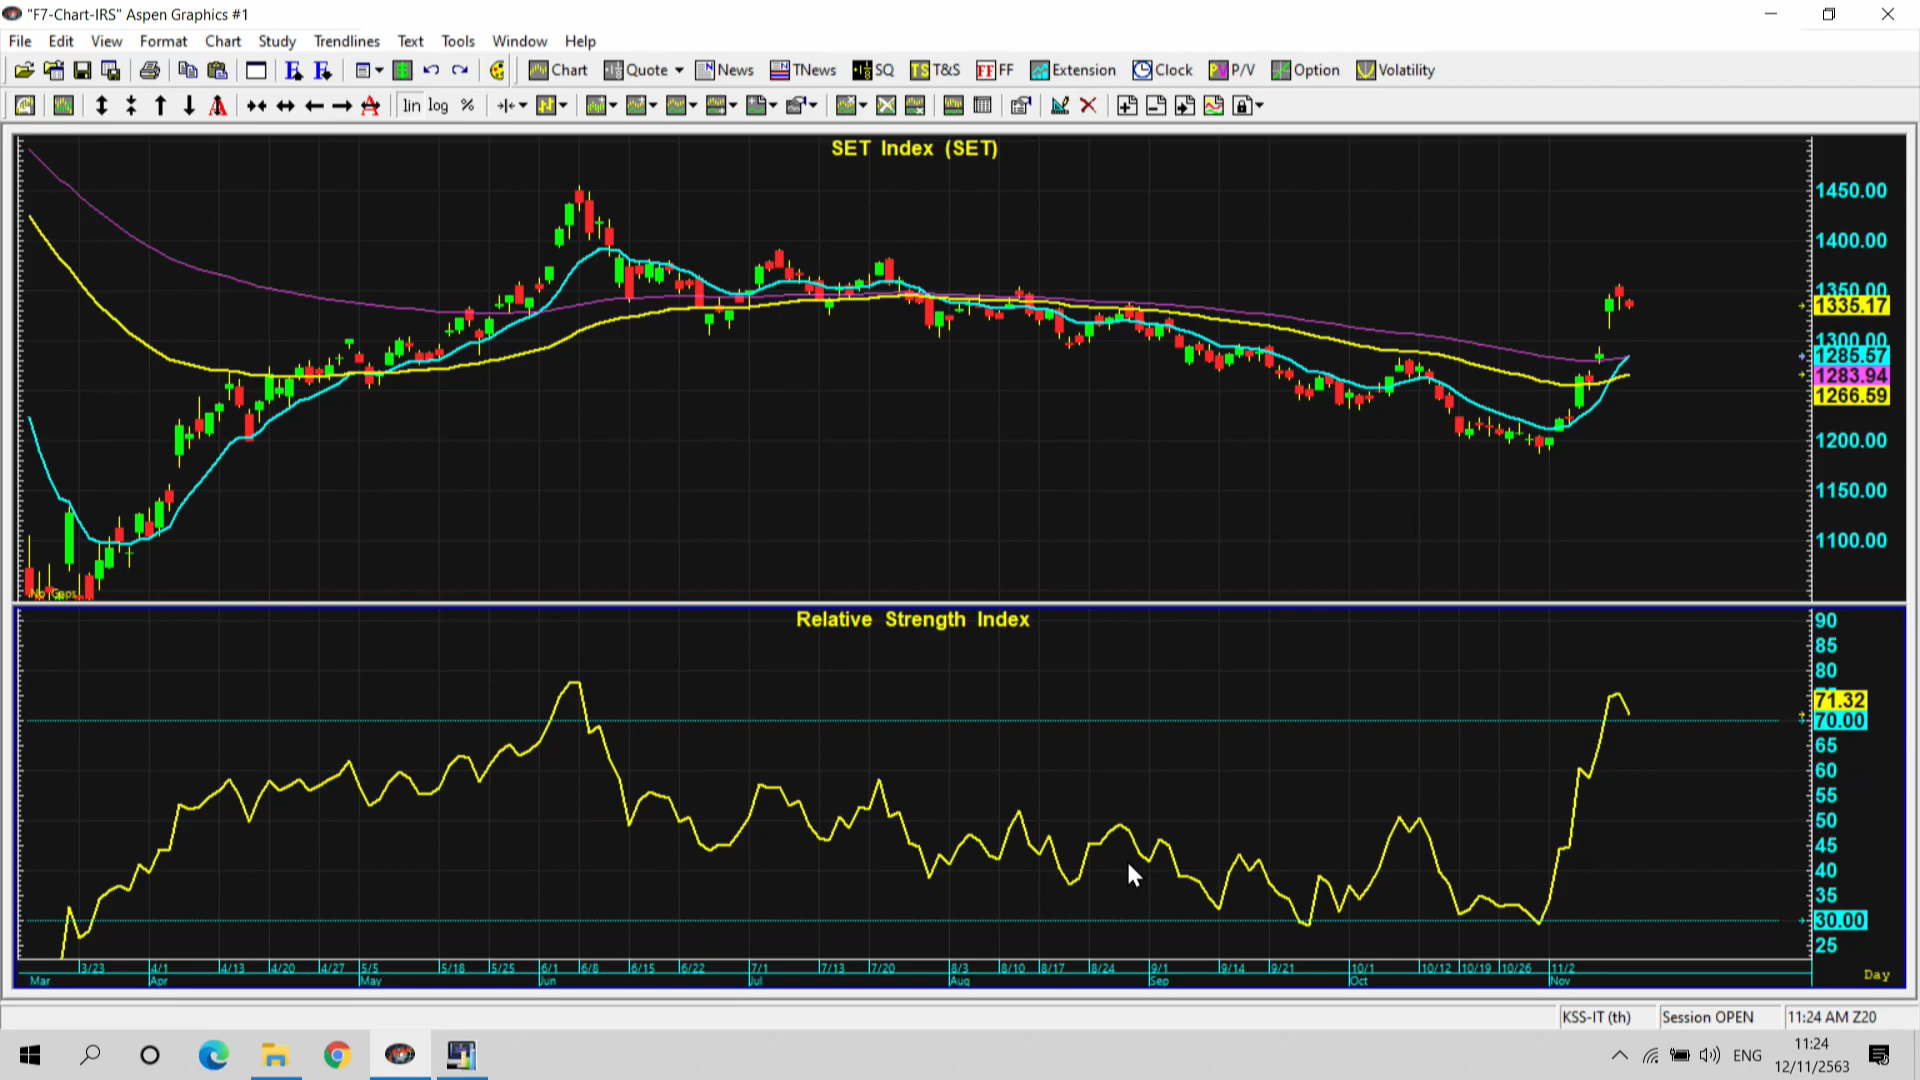 "F7-Chart-IRS" Aspen Graphics #1
File Edit View Format Chart Study Trendlines Text Tools Window Help
Chart Quote News TNews SQ TS T&S FF FF Extension Clock PV P/V Option Volatility
lin log %
SET Index (SET)
1450.00
1400.00
1350.00
1335.17
1300.00
1285.57
1283.94
1266.59
1200.00
1150.00
1100.00
No Gaps
Relative Strength Index
90
85
80
71.32
70.00
65
60
55
50
45
40
35
30.00
25
3/23 4/1 4/13 4/20 4/27 5/5 5/18 5/25 6/1 6/8 6/15 6/22 7/1 7/13 7/20 8/3 8/10 8/17 8/24 9/1 9/14 9/21 10/1 10/12 10/19 10/26 11/2
Mar Apr May Jun Jul Aug Sep Oct Nov Day
KSS-IT (th) Session OPEN 11:24 AM Z20
ENG 11:24
12/11/2563